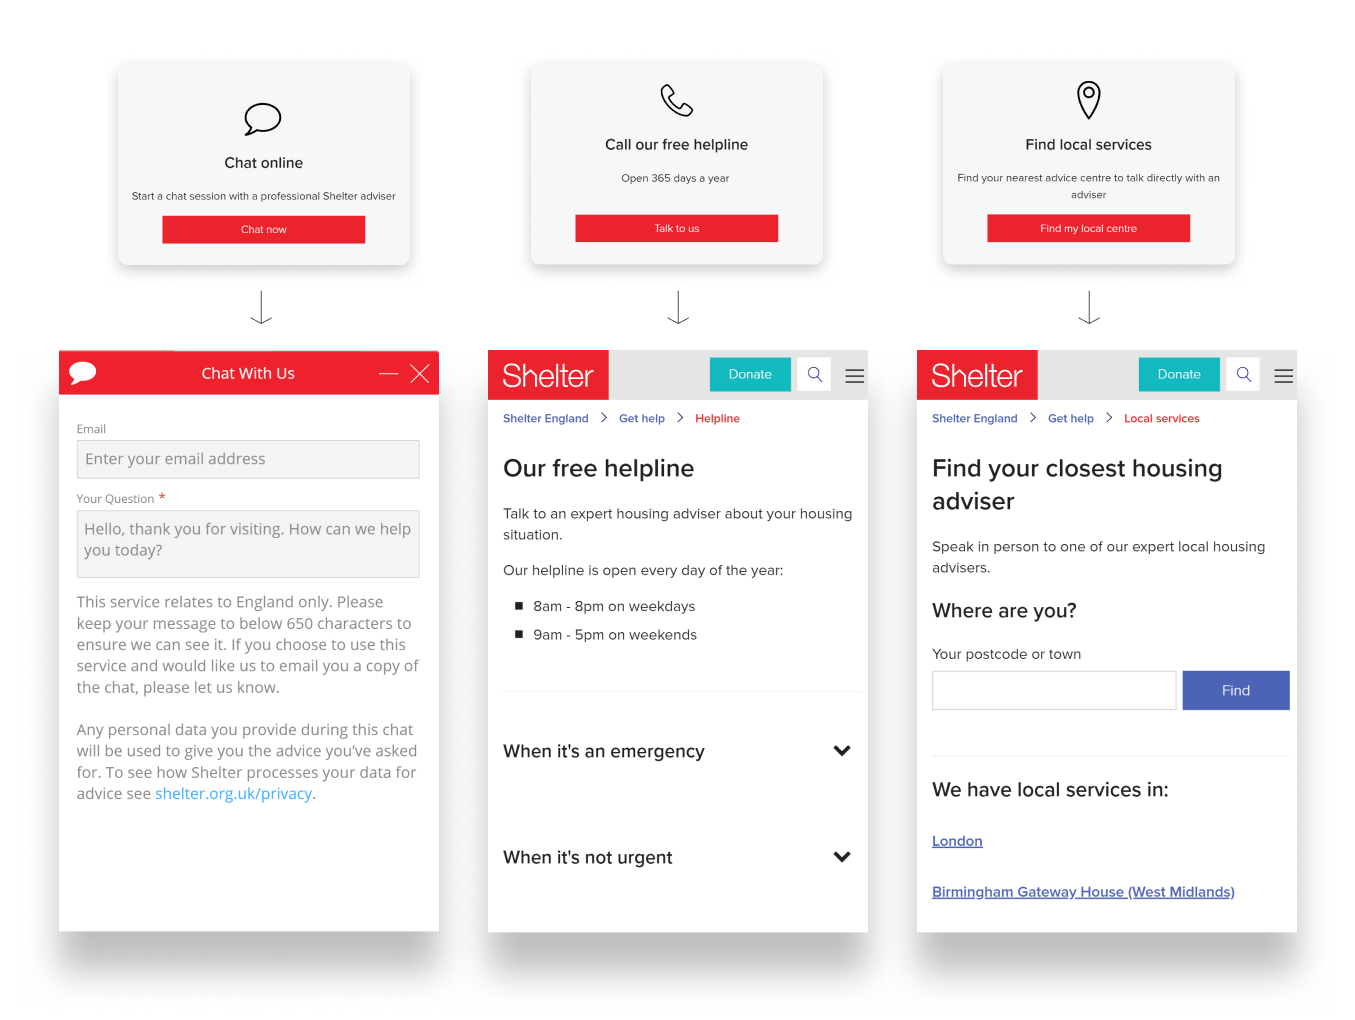 Chat online
Start a chat session with a professional Shelter adviser
Chat now
Call our free helpline
Open 365 days a year
Talk to us
Find local services
Find your nearest advice centre to talk directly with an
adviser
Find my local centre
Chat With Us
Email
Enter your email address
Your Question *
Hello, thank you for visiting. How can we help
you today?
This service relates to England only. Please
keep your message to below 650 characters to
ensure we can see it. If you choose to use this
service and would like us to email you a copy of
the chat, please let us know.
Any personal data you provide during this chat
will be used to give you the advice you've asked
for. To see how Shelter processes your data for
advice see shelter.org.uk/privacy.
Shelter
Donate
Shelter England > Get help > Helpline
Our free helpline
Talk to an expert housing adviser about your housing
situation.
Our helpline is open every day of the year:
8am - 8pm on weekdays
9am - 5pm on weekends
When it's an emergency
When it's not urgent
Shelter
Donate
Shelter England > Get help > Local services
Find your closest housing
adviser
Speak in person to one of our expert local housing
advisers.
Where are you?
Your postcode or town
Find
We have local services in:
London
Birmingham Gateway House (West Midlands)